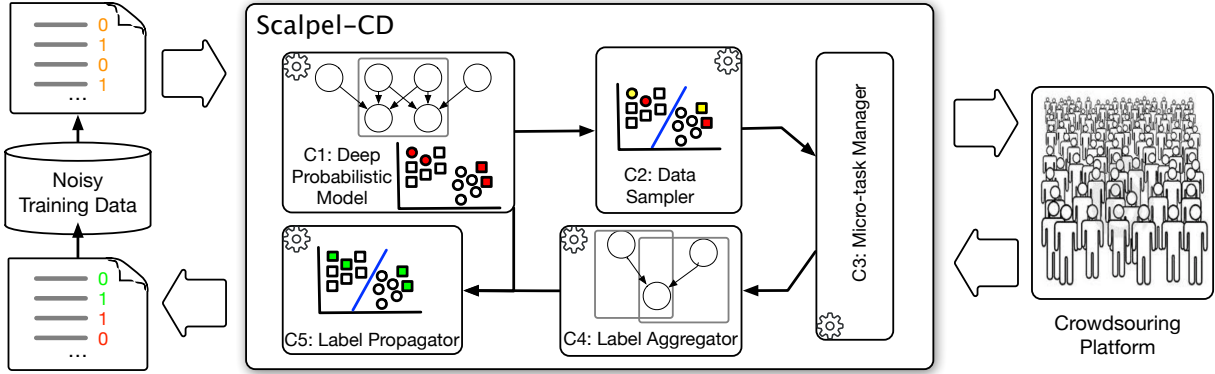 Scalpel-CD
0
1
0
1
...
Noisy
Training Data
0
1
1
0
...
C1: Deep
Probabilistic
Model
C2: Data
Sampler
C3: Micro-task Manager
C4: Label Aggregator
C5: Label Propagator
Crowdsouring
Platform